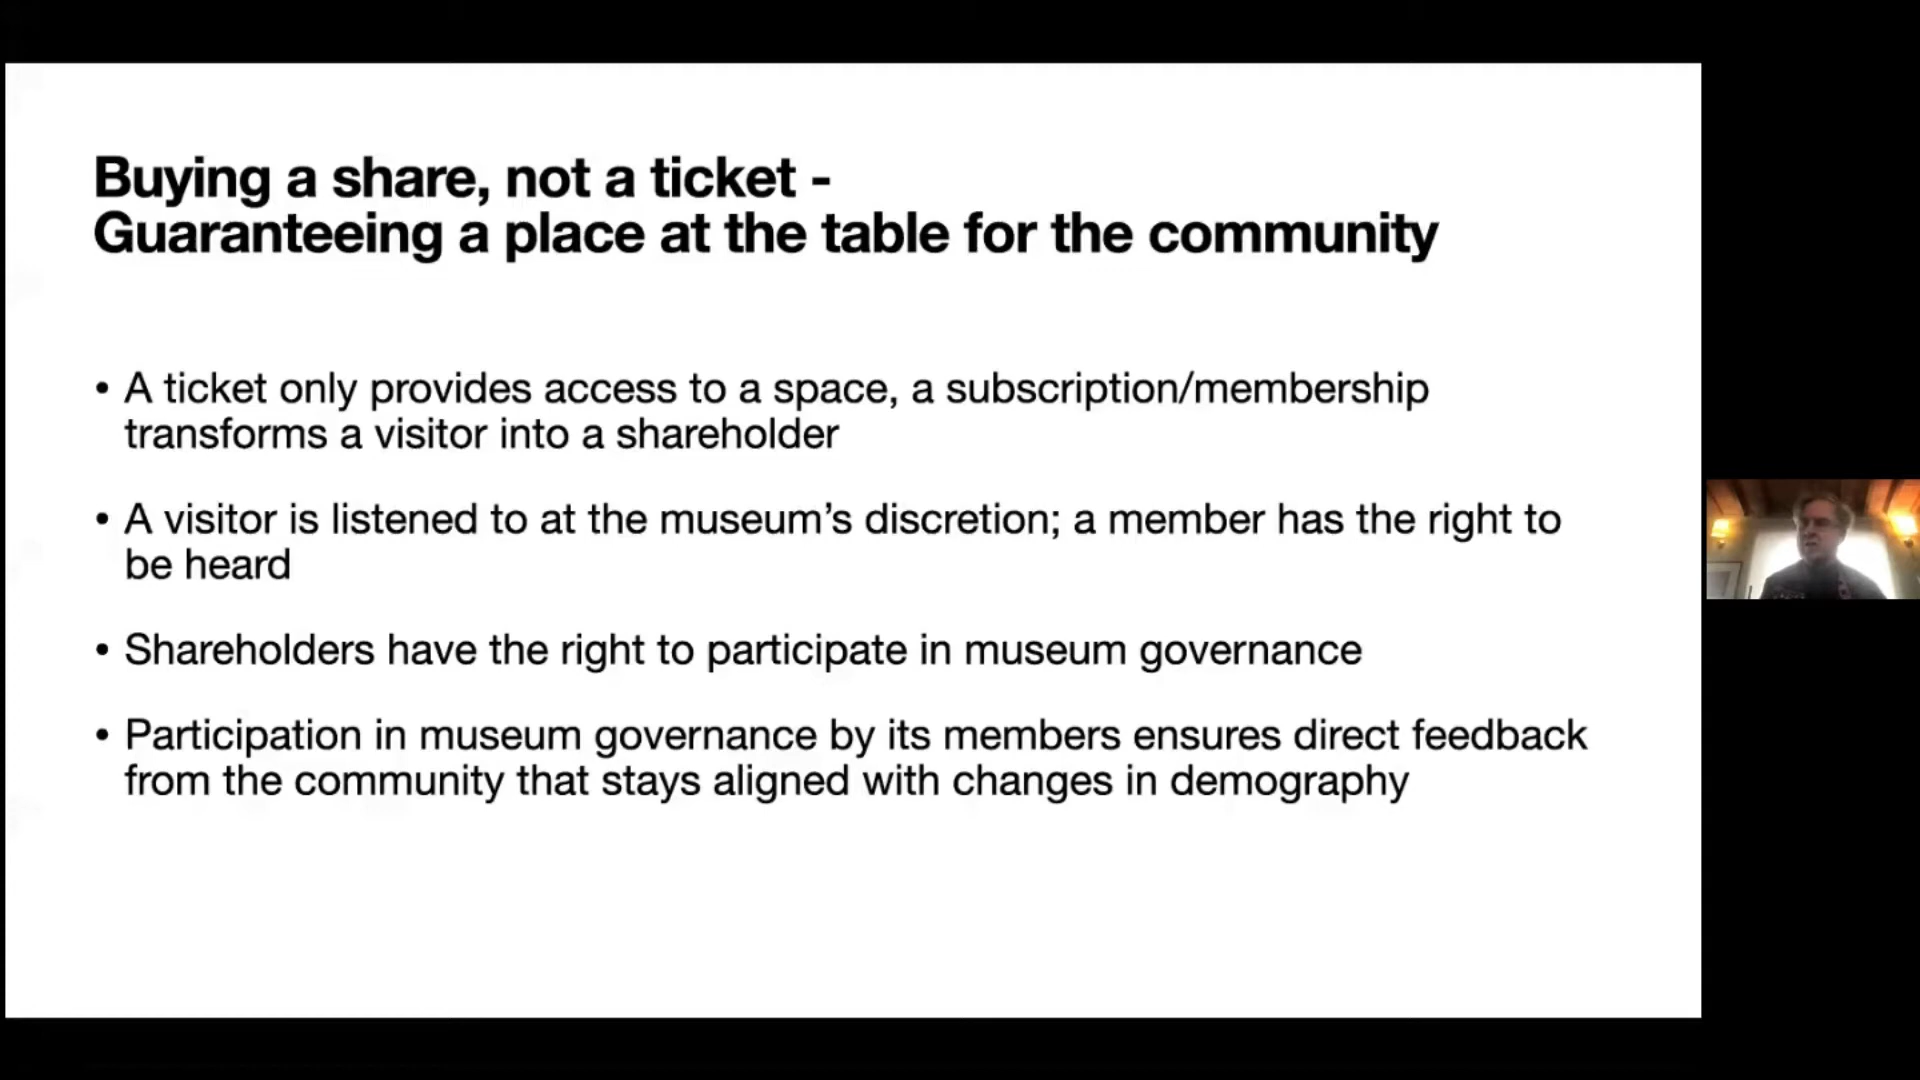 Buying a share, not a ticket -
Guaranteeing a place at the table for the community
• A ticket only provides access to a space, a subscription/membership
transforms a visitor into a shareholder
• A visitor is listened to at the museum’s discretion; a member has the right to
be heard
• Shareholders have the right to participate in museum governance
• Participation in museum governance by its members ensures direct feedback
from the community that stays aligned with changes in demography